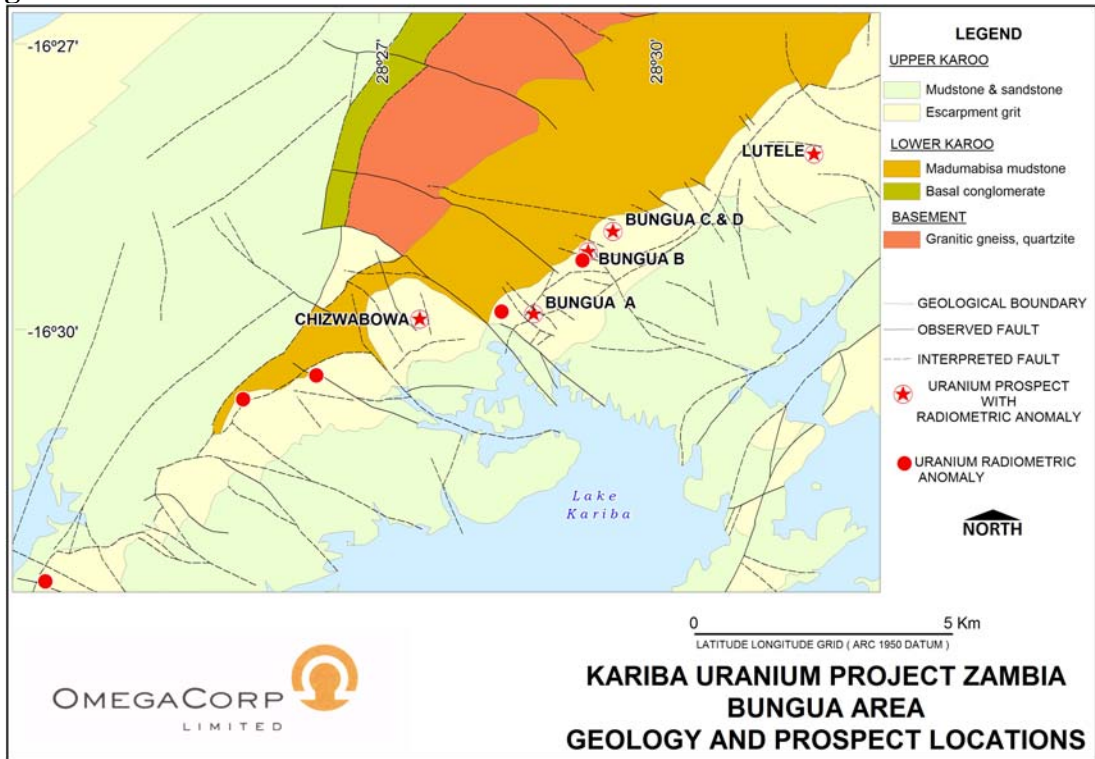 -16º27'
28º27'
28º30'
LUTELE
BUNGUA C & D
BUNGUA B
BUNGUA A
CHIZWABOWA
-16º30'
Lake
Kariba
LEGEND
UPPER KAROO
Mudstone & sandstone
Escarpment grit
LOWER KAROO
Madumabisa mudstone
Basal conglomerate
BASEMENT
Granitic gneiss, quartzite
GEOLOGICAL BOUNDARY
OBSERVED FAULT
INTERPRETED FAULT
URANIUM PROSPECT
WITH
RADIOMETRIC ANOMALY
URANIUM RADIOMETRIC
ANOMALY
NORTH
0 5 Km
LATITUDE LONGITUDE GRID ( ARC 1950 DATUM )
OMEGACORP
LIMITED
KARIBA URANIUM PROJECT ZAMBIA
BUNGUA AREA
GEOLOGY AND PROSPECT LOCATIONS